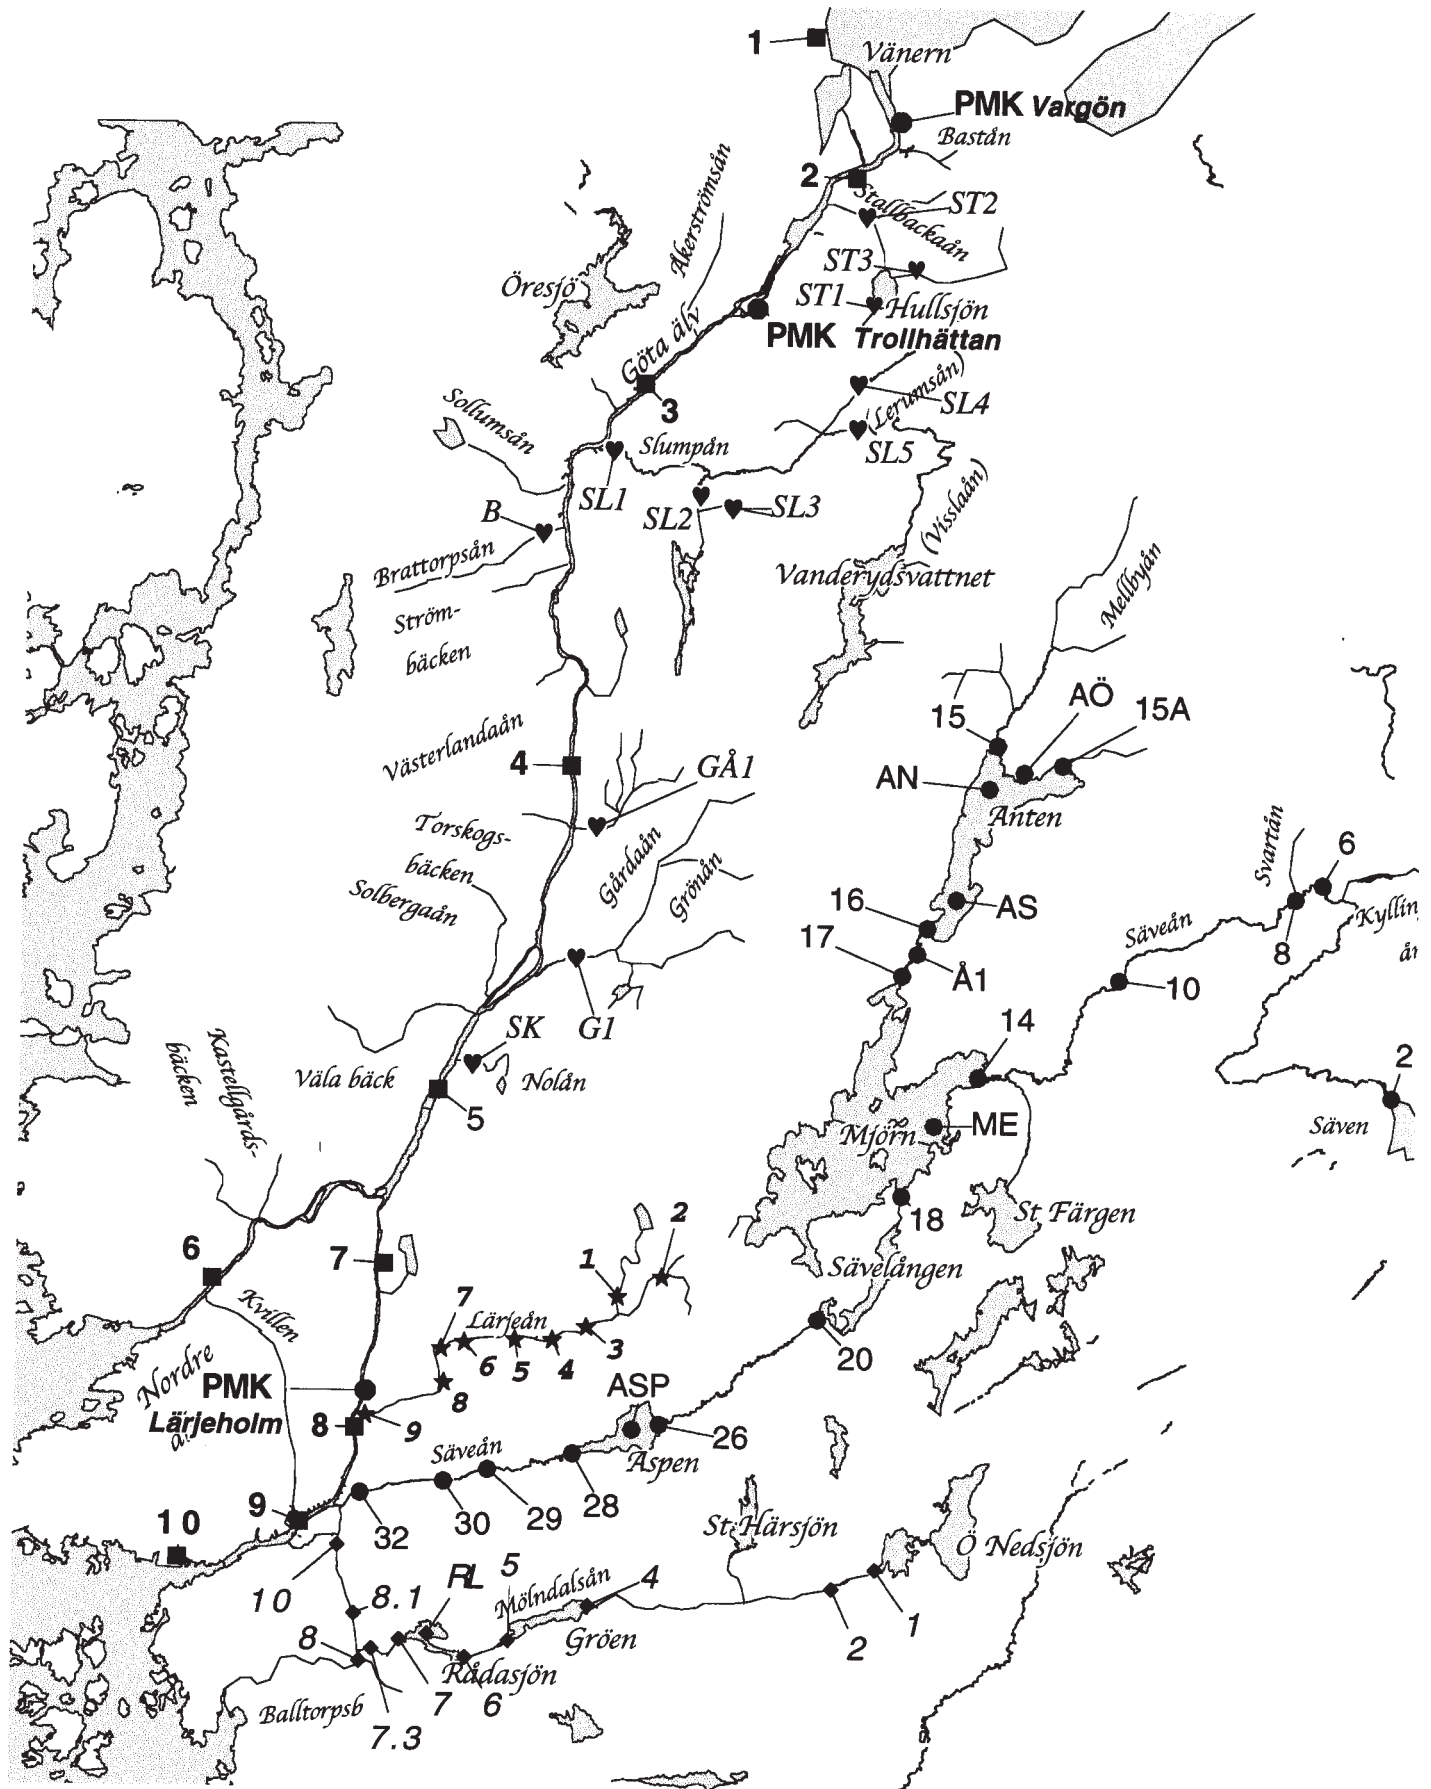 1
Vänern
PMK Vargön
Bastån
2
Stallbackaån
ST2
Åkerströmsån
ST3
Öresjö
ST1
Hullsjön
PMK Trollhättan
Göta älv
3
(Lerumsån)
SL4
Sollumsån
Slumpån
SL5
SL1
SL2
SL3
B
(Visslaån)
Brattorpsån
Vanderydsvattnet
Mellbyån
Ström-
bäcken
15
AÖ
15A
Västerlandaån
4
GÅ1
AN
Anten
Torskogs-
bäcken
Gårdaån
Grönån
Svartån
6
Solbergaån
16
AS
Kyllin
17
Säveån
8
år
Å1
10
SK
G1
14
Kastellgårds-
bäcken
Väla bäck
Nolån
2
5
Mjörn
ME
Säven
18
St Färgen
6
7
1
2
Sävelången
Kvillen
7
Lärjeån
6
5
4
3
20
Nordre
PMK
Lärjeholm
8
ASP
8
9
26
Säveån
Aspen
9
10
32
30
29
28
St Härsjön
Ö Nedsjön
10
8.1
RL
5
Mölndalsån
4
8
Gröen
2
1
Rådasjön
Balltorpsb
7
6
7.3